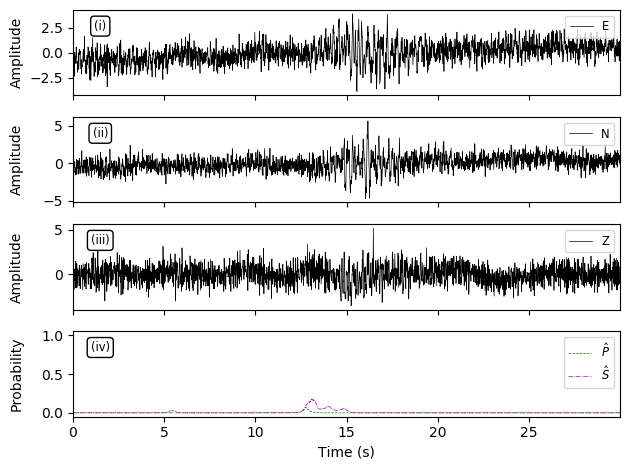 (i)
E
Amplitude
2.5
0.0
−2.5
(ii)
N
Amplitude
5
0
−5
(iii)
Z
Amplitude
5
0
(iv)
P̂
Ŝ
Probability
1.0
0.5
0.0
0 5 10 15 20 25
Time (s)